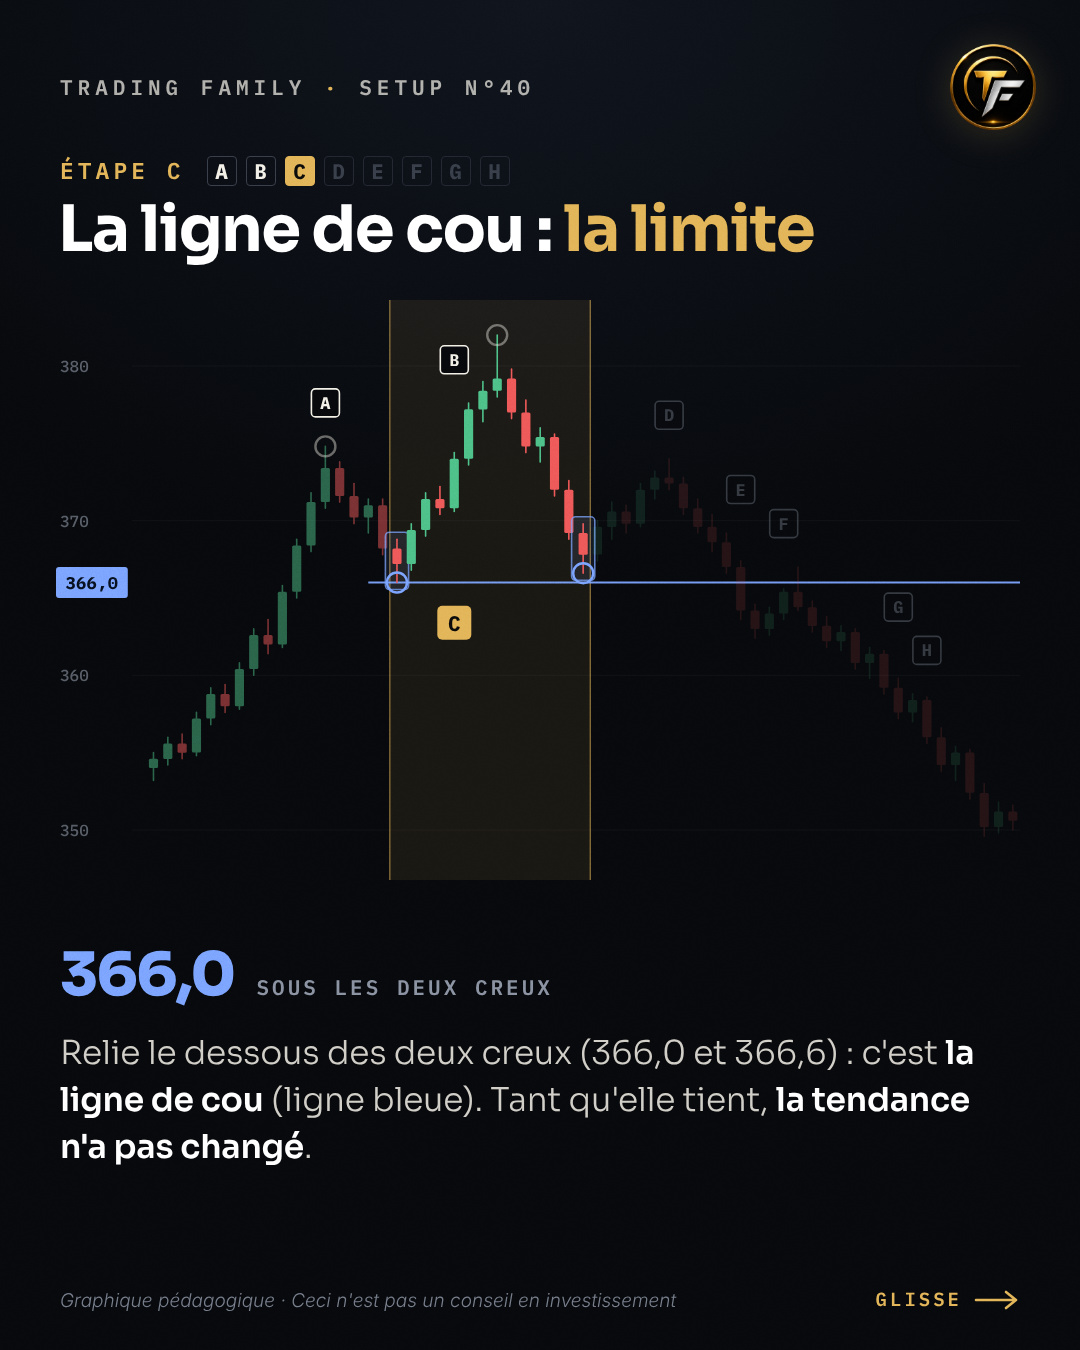 TRADING FAMILY · SETUP N°40
TF
ÉTAPE C A B C D E F G H
La ligne de cou : la limite
380
370
366,0
360
350
A
B
C
D
E
F
G
H
366,0 SOUS LES DEUX CREUX
Relie le dessous des deux creux (366,0 et 366,6) : c'est la
ligne de cou (ligne bleue). Tant qu'elle tient, la tendance
n'a pas changé.
Graphique pédagogique · Ceci n'est pas un conseil en investissement
GLISSE →